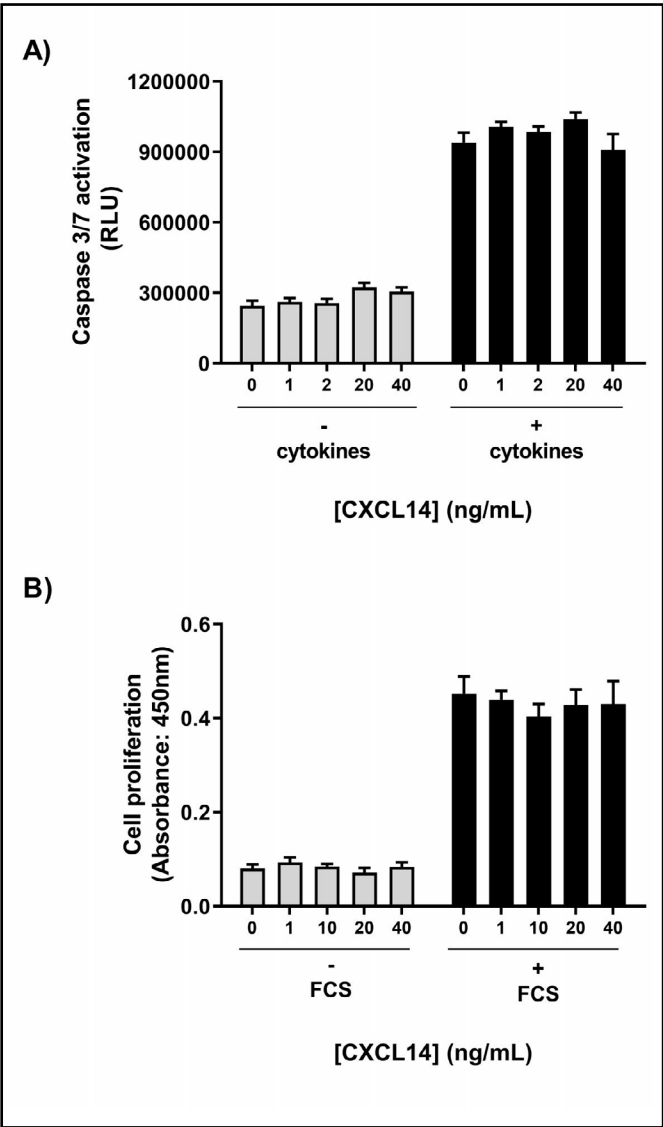 A)
Caspase 3/7 activation
(RLU)
1200000
900000
600000
300000
0
0 1 2 20 40 0 1 2 20 40
- +
cytokines cytokines
[CXCL14] (ng/mL)
B)
Cell proliferation
(Absorbance: 450nm)
0.6
0.4
0.2
0.0
0 1 10 20 40 0 1 10 20 40
- +
FCS FCS
[CXCL14] (ng/mL)